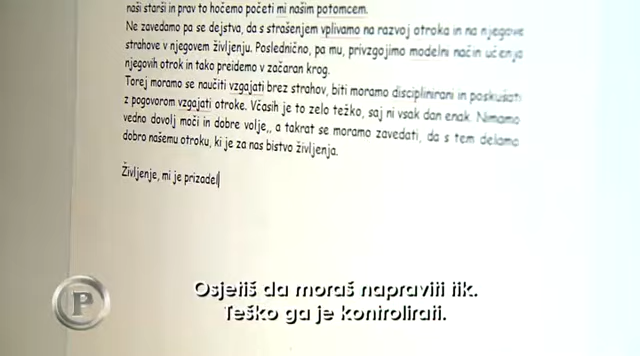 naši starši in prav to hočemo početi mi našim potomcem.
Ne zavedamo pa se dejstva, da s strašenjem vplivamo na razvoj otroka in na njegove
strahove v njegovem življenju. Poslednično, pa mu, privzgojimo modelni način učenja
njegovih otrok in tako preidemo v začaran krog.
Torej moramo se naučiti vzgajati brez strahov, biti moramo disciplinirani in poskušati
z pogovorom vzgajati otroke. Včasih je to zelo težko, saj ni vsak dan enak. Nimamo
vedno dovolj moči in dobre volje,, a takrat se moramo zavedati, da s tem delamo
dobro našemu otroku, ki je za nas bistvo življenja.
Življenje, mi je prizadel
P
Osjetiš da moraš napraviti tik.
Teško ga je kontrolirati.